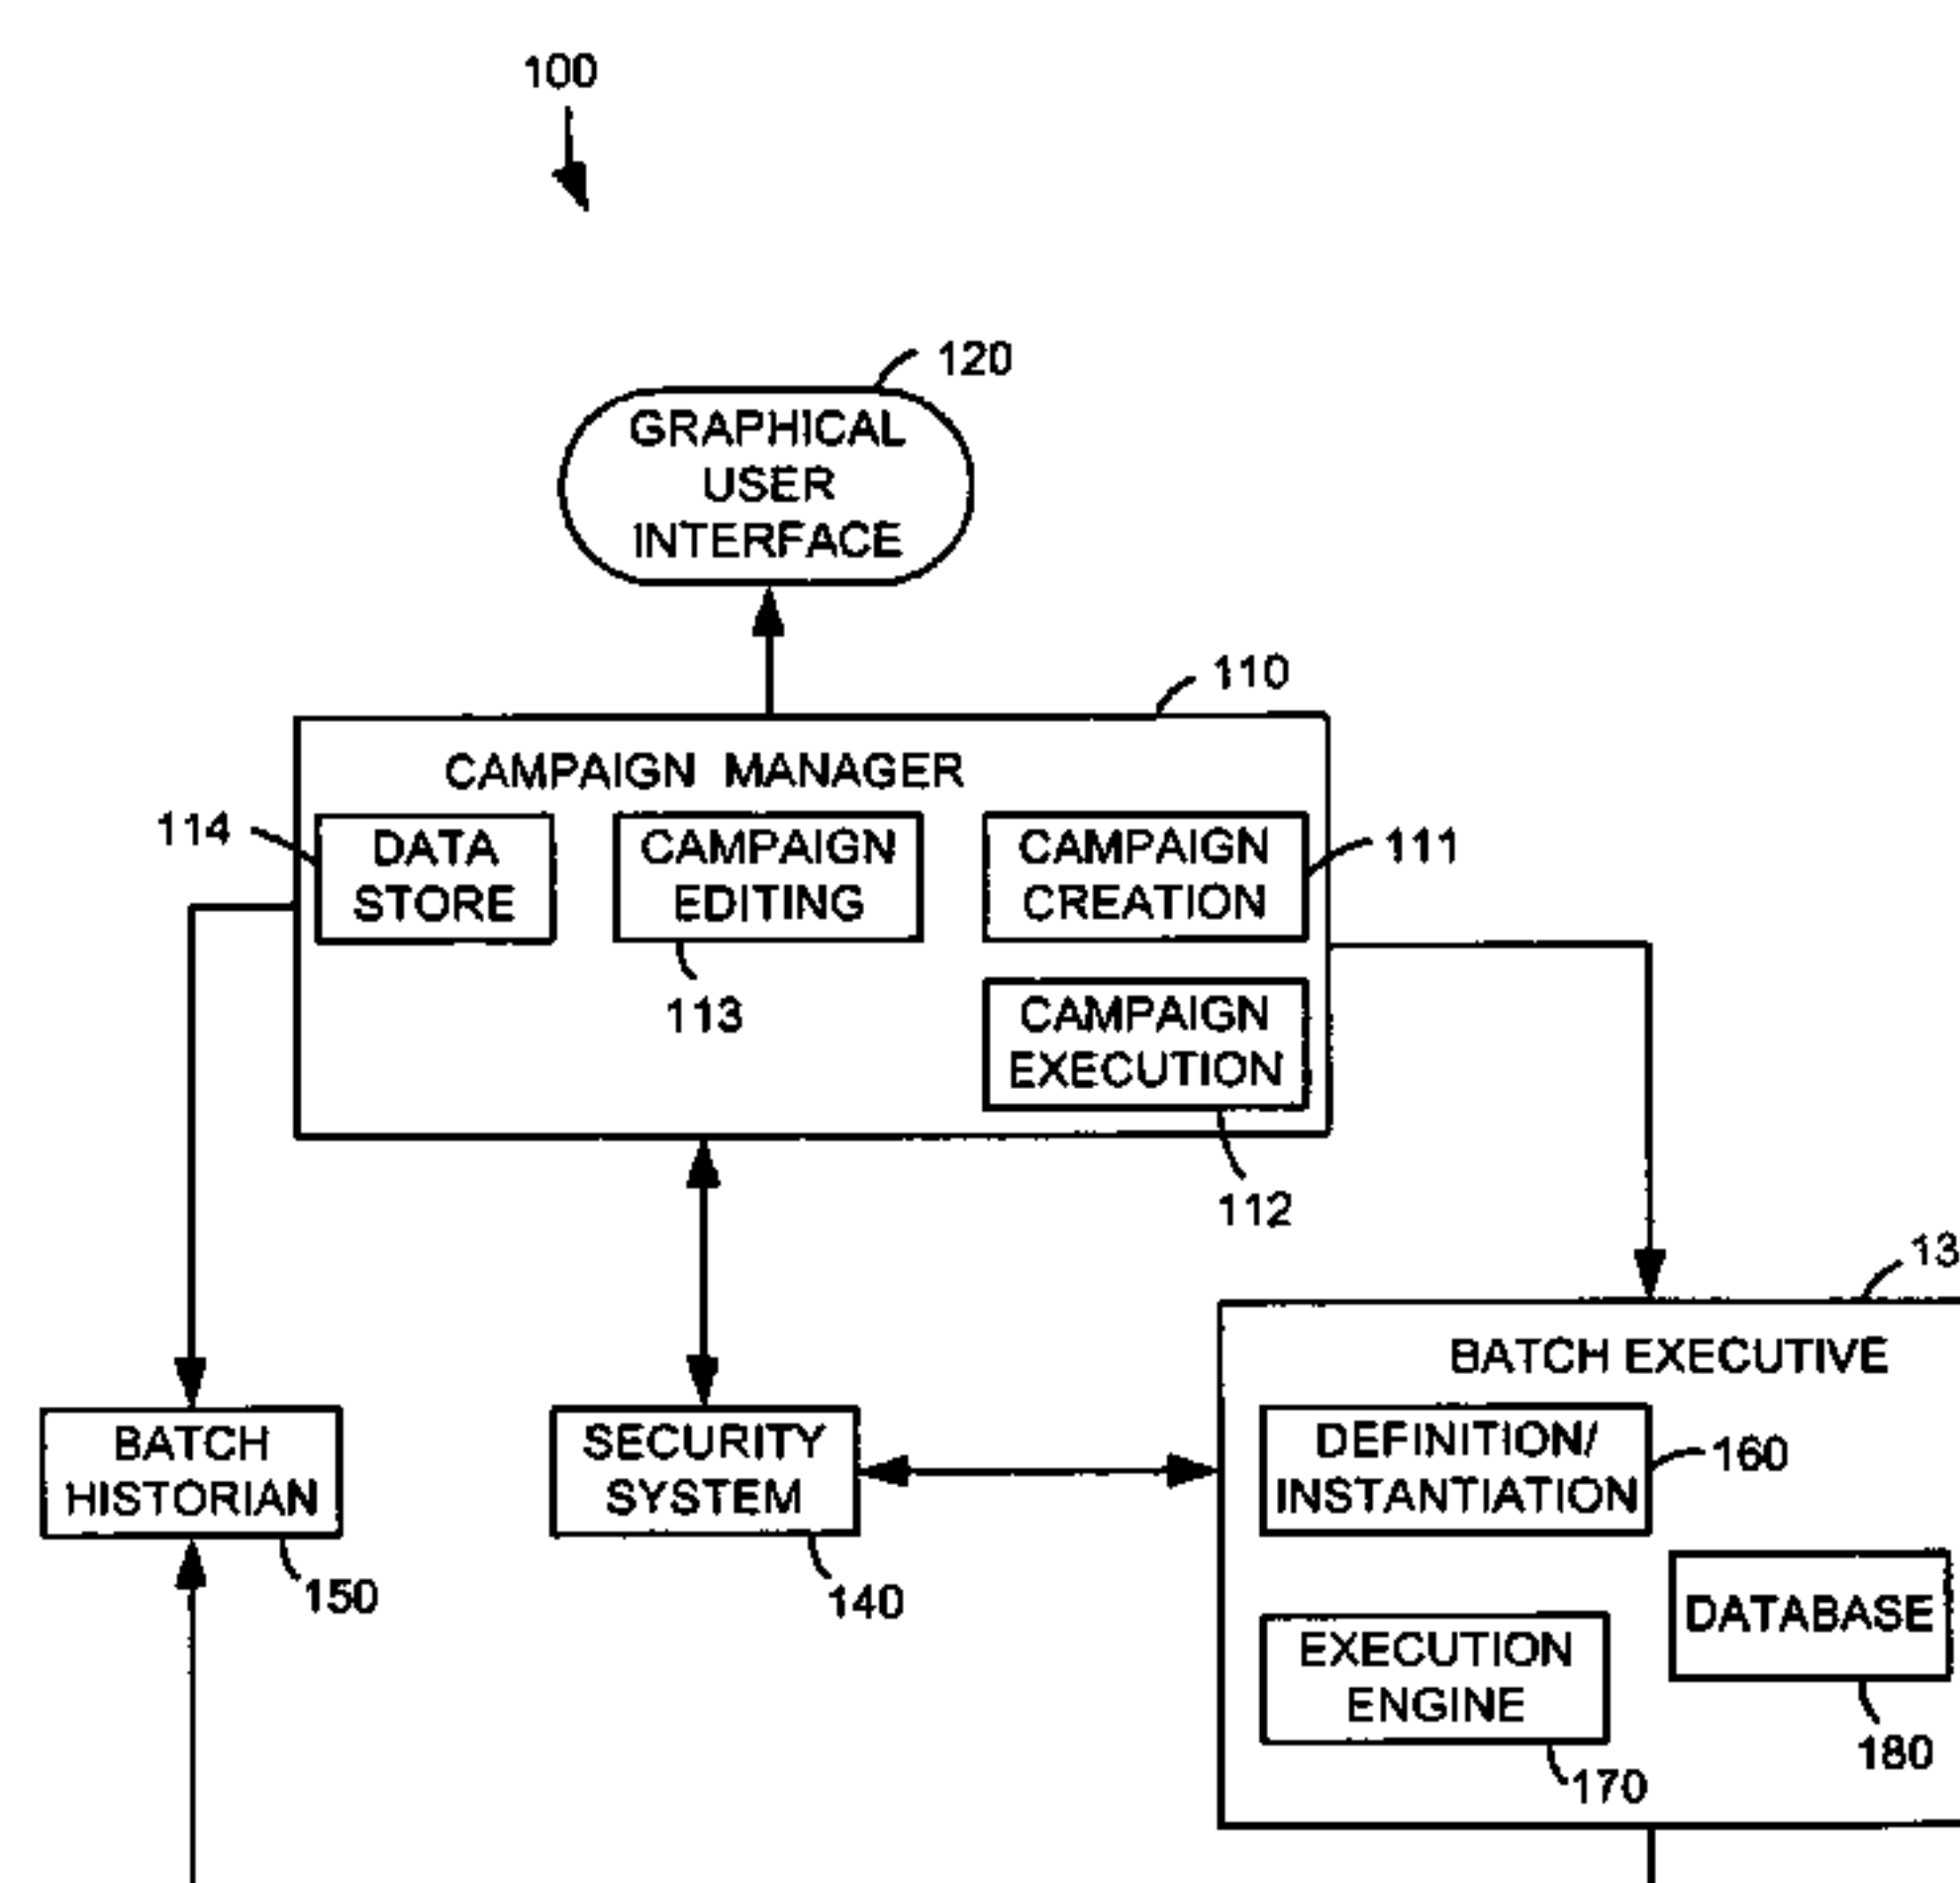 100
120
GRAPHICAL
USER
INTERFACE
110
CAMPAIGN MANAGER
114
DATA
STORE
CAMPAIGN
EDITING
CAMPAIGN
CREATION
111
113
CAMPAIGN
EXECUTION
112
13
BATCH EXECUTIVE
BATCH
HISTORIAN
150
SECURITY
SYSTEM
140
DEFINITION/
INSTANTIATION
160
DATABASE
180
EXECUTION
ENGINE
170